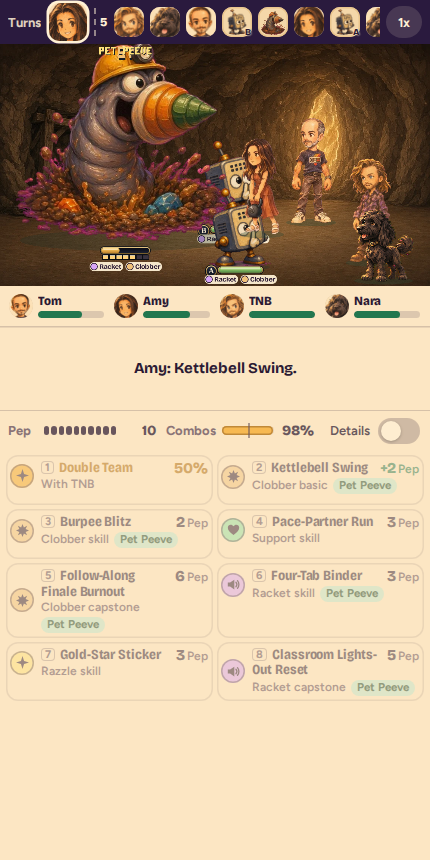 Turns
5
B
A
1x
PET PEEVE
B
Racket Clobber
A
Racket Clobber
Tom
Amy
TNB
Nara
Amy: Kettlebell Swing.
Pep 10 Combos 98% Details
1 Double Team 50%
With TNB
2 Kettlebell Swing +2 Pep
Clobber basic Pet Peeve
3 Burpee Blitz 2 Pep
Clobber skill Pet Peeve
4 Pace-Partner Run 3 Pep
Support skill
5 Follow-Along 6 Pep
Finale Burnout
Clobber capstone
Pet Peeve
6 Four-Tab Binder 3 Pep
Racket skill Pet Peeve
7 Gold-Star Sticker 3 Pep
Razzle skill
8 Classroom Lights- 5 Pep
Out Reset
Racket capstone Pet Peeve